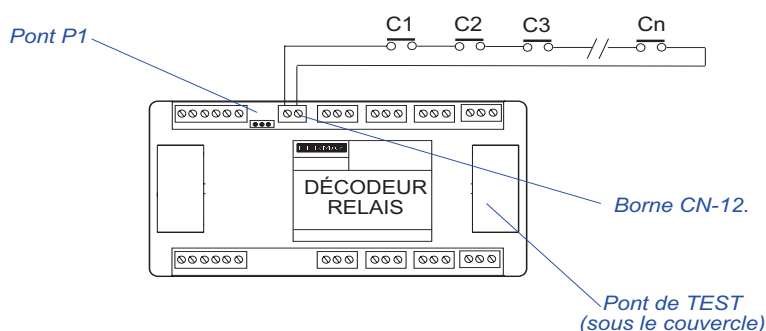 C1 C2 C3 Cn
Pont P1
DÉCODEUR
RELAIS
Borne CN-12.
Pont de TEST
(sous le couvercle)